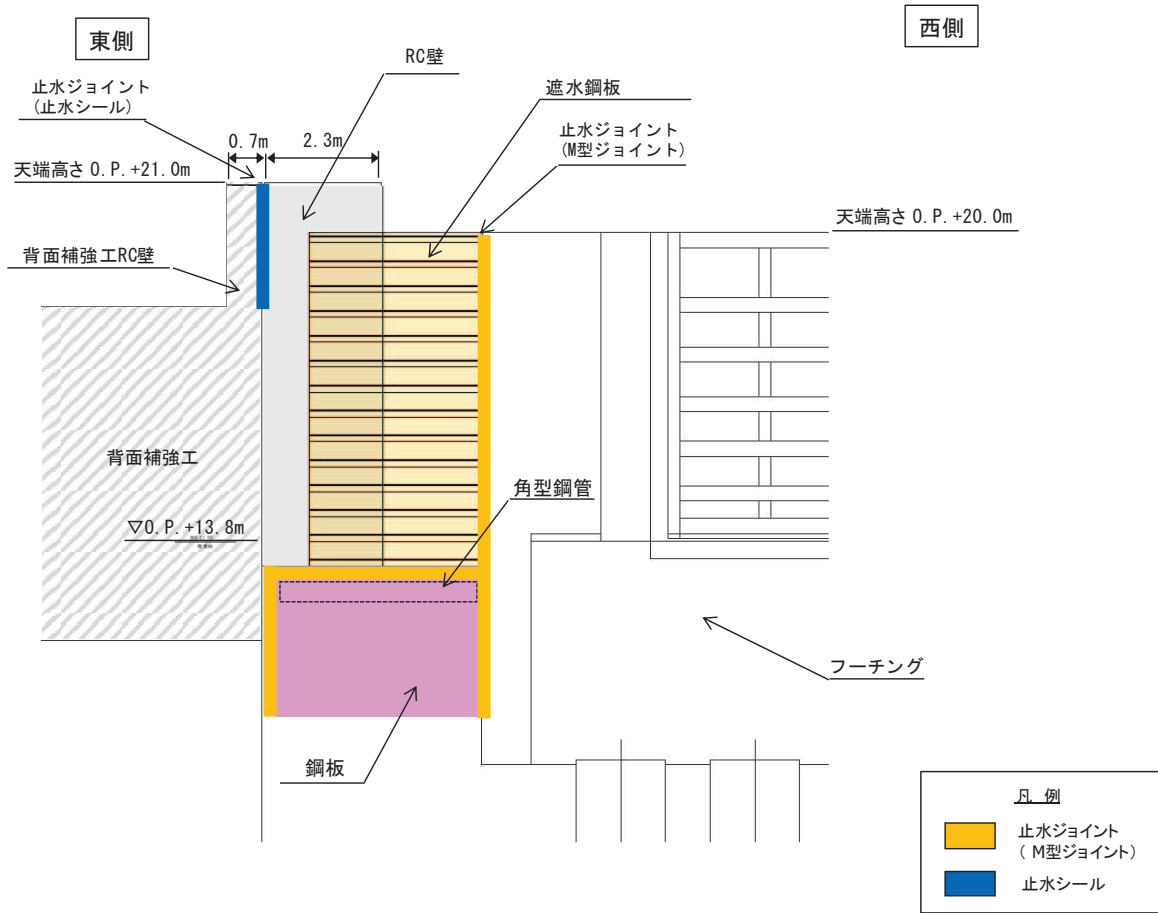 東側
西側
RC壁
止水ジョイント
(止水シール)
遮水鋼板
止水ジョイント
(M型ジョイント)
0.7m
2.3m
天端高さ O.P.+21.0m
天端高さ O.P.+20.0m
背面補強工RC壁
背面補強工
角型鋼管
▽O.P.+13.8m
フーチング
鋼板
凡 例
止水ジョイント
( M型ジョイント)
止水シール